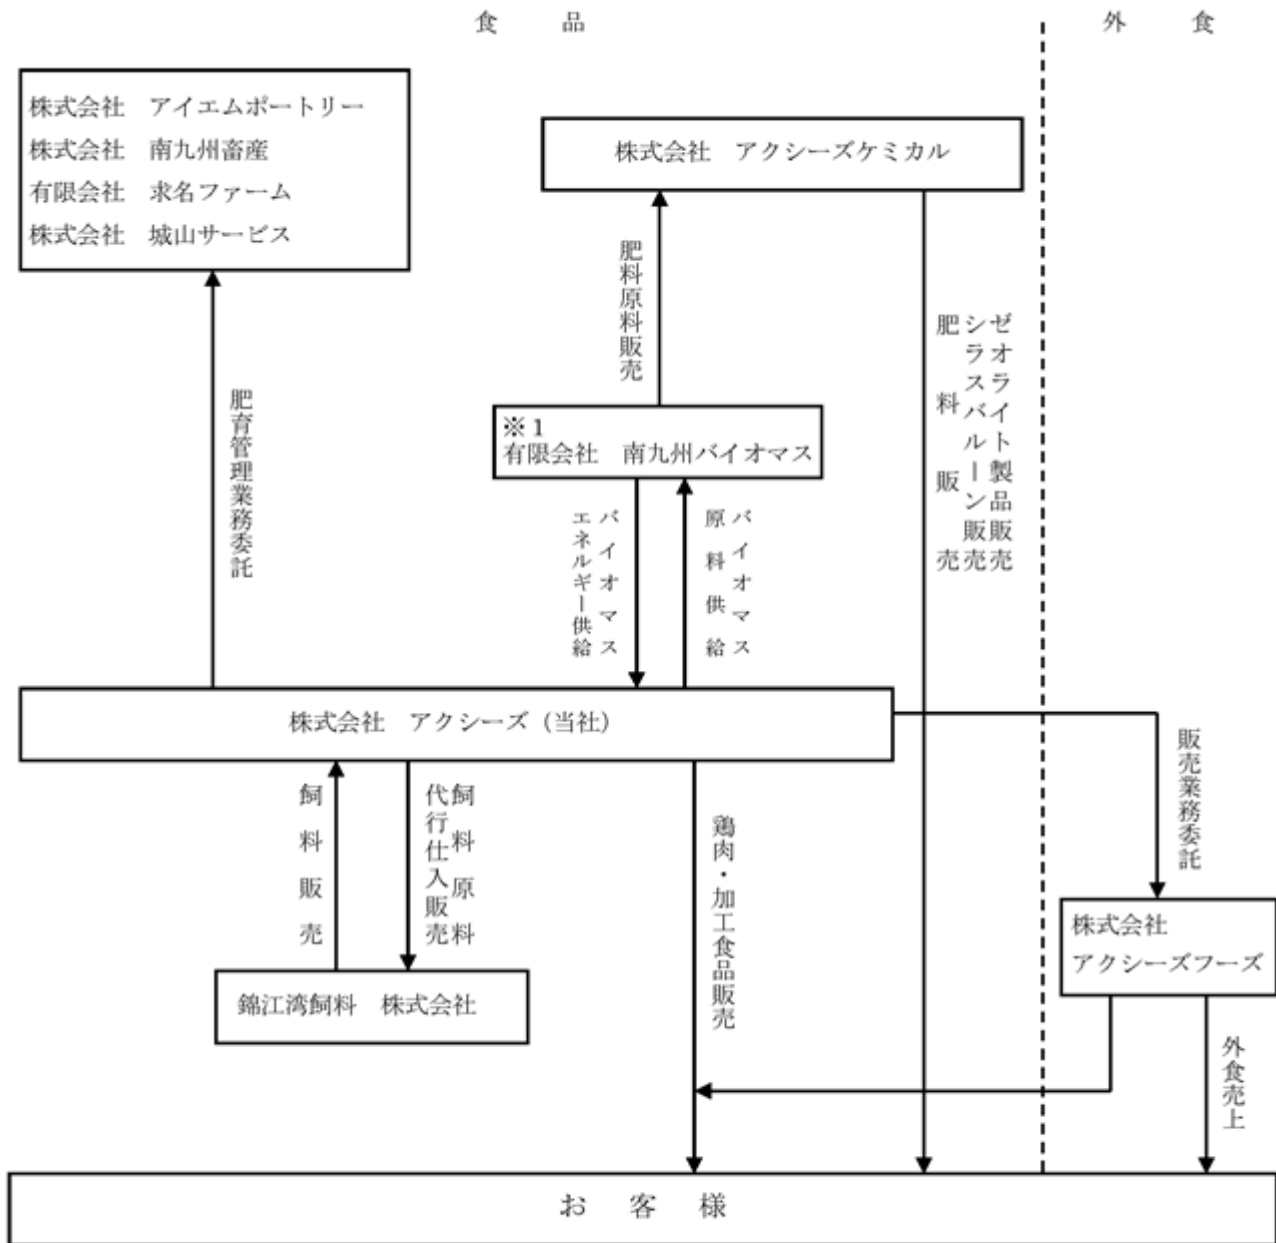 食品
外食
株式会社 アイエムポートリー
株式会社 南九州畜産
有限会社 求名ファーム
株式会社 城山サービス
株式会社 アクシーズケミカル
肥料原料販売
ゼオライト製品販売
シラスバルーン販売
肥料販売
※1
有限会社 南九州バイオマス
肥育管理業務委託
バイオマス
エネルギー供給
バイオマス
原料供給
株式会社 アクシーズ(当社)
販売業務委託
飼料販売
飼料原料
代行仕入販売
鶏肉・加工食品販売
株式会社
アクシーズフーズ
錦江湾飼料 株式会社
外食売上
お客様